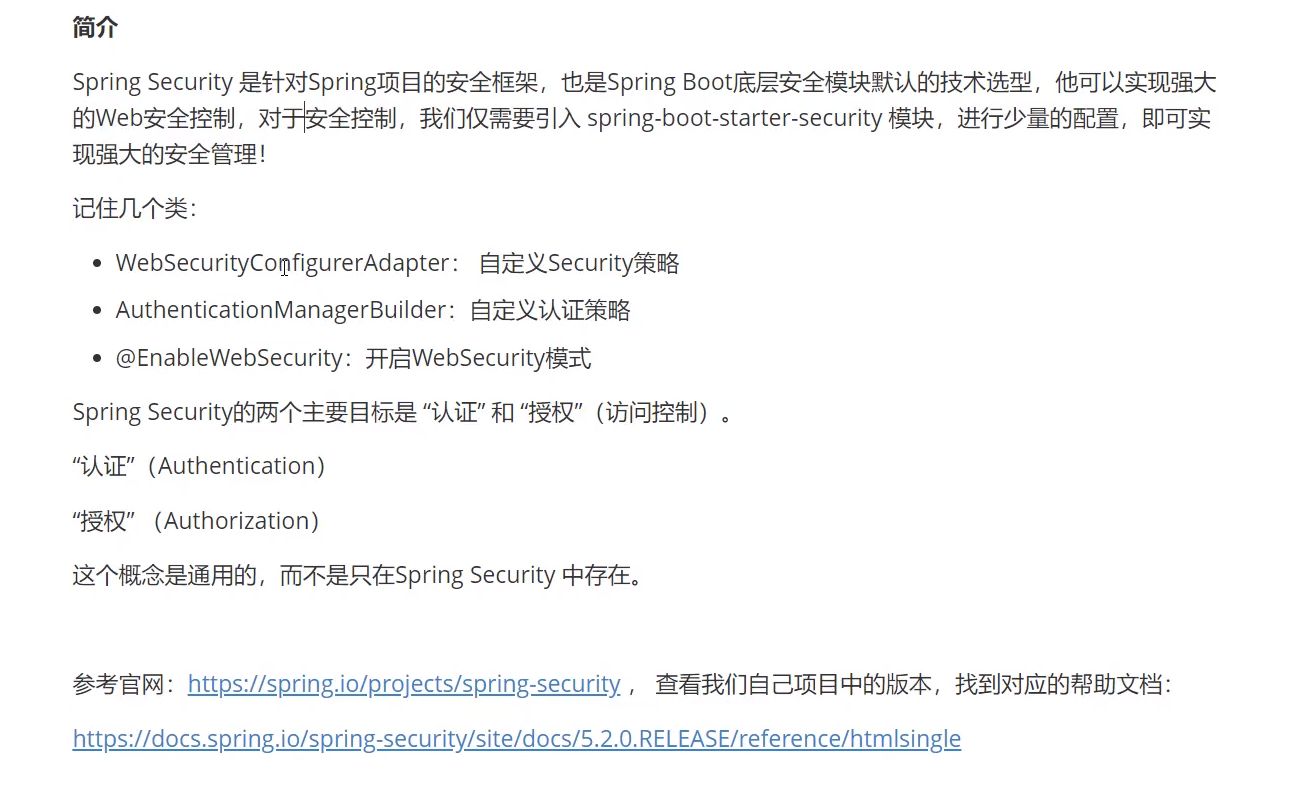 简介
Spring Security 是针对Spring项目的安全框架，也是Spring Boot底层安全模块默认的技术选型，他可以实现强大
的Web安全控制，对于安全控制，我们仅需要引入 spring-boot-starter-security 模块，进行少量的配置，即可实
现强大的安全管理！
记住几个类：
• WebSecurityConfigurerAdapter： 自定义Security策略
• AuthenticationManagerBuilder：自定义认证策略
• @EnableWebSecurity：开启WebSecurity模式
Spring Security的两个主要目标是 “认证” 和 “授权”（访问控制）。
“认证”（Authentication）
“授权” （Authorization）
这个概念是通用的，而不是只在Spring Security 中存在。
参考官网：https://spring.io/projects/spring-security ， 查看我们自己项目中的版本，找到对应的帮助文档：
https://docs.spring.io/spring-security/site/docs/5.2.0.RELEASE/reference/htmlsingle